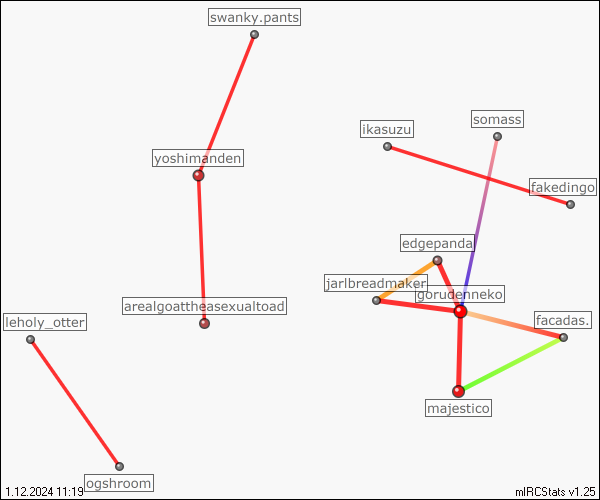 swanky.pants
somass
ikasuzu
yoshimanden
fakedingo
edgepanda
jarlbreadmaker
gorudenneko
arealgoattheasexualtoad
leholy_otter
facadas.
majestico
ogshroom
1.12.2024 11:19
mIRCStats v1.25